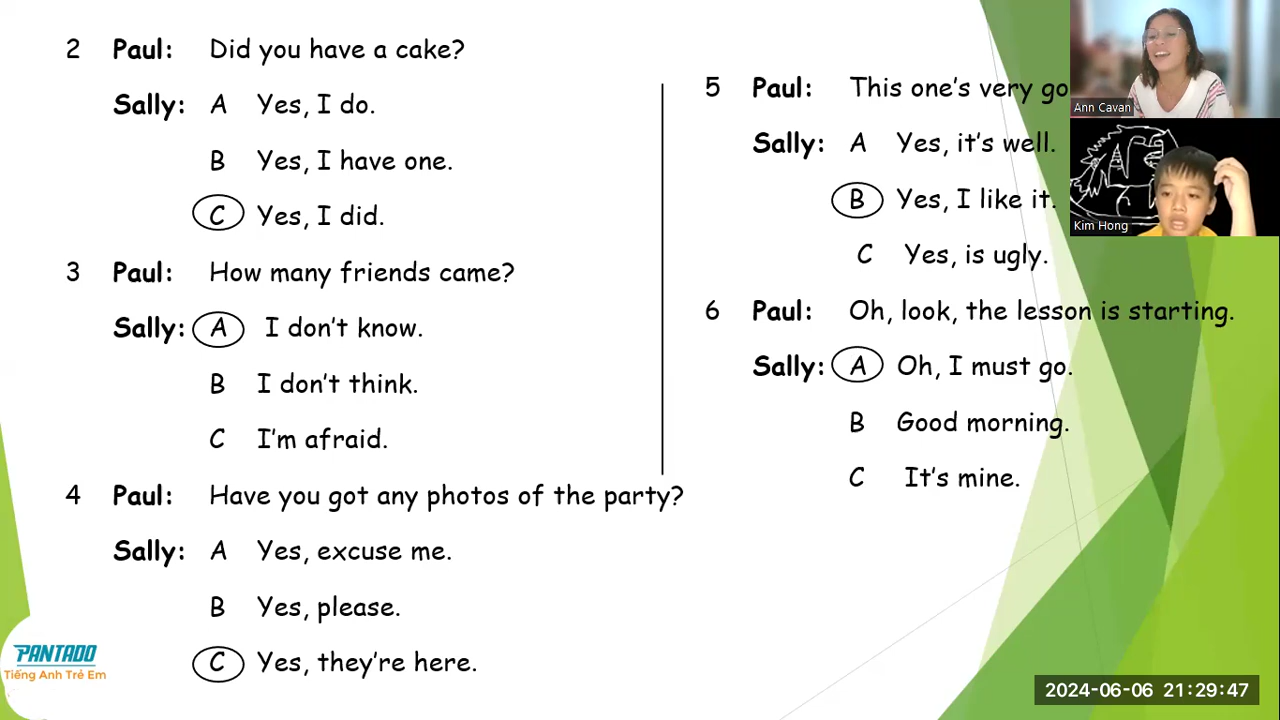 2 Paul: Did you have a cake?
Sally: A Yes, I do.
B Yes, I have one.
C Yes, I did.
3 Paul: How many friends came?
Sally: A I don't know.
B I don't think.
C I'm afraid.
4 Paul: Have you got any photos of the party?
Sally: A Yes, excuse me.
B Yes, please.
C Yes, they're here.
5 Paul: This one's very go
Sally: A Yes, it's well.
B Yes, I like it.
C Yes, is ugly.
6 Paul: Oh, look, the lesson is starting.
Sally: A Oh, I must go.
B Good morning.
C It's mine.
Ann Cavan
Kim Hong
PANTADO
Tiếng Anh Trẻ Em
2024-06-06 21:29:47